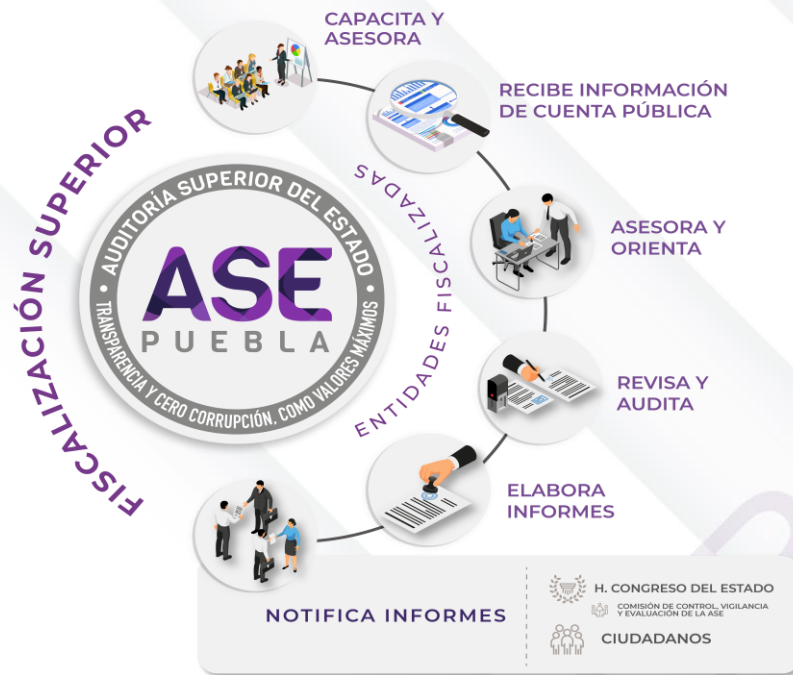 CAPACITA Y
ASESORA
RECIBE INFORMACIÓN
DE CUENTA PÚBLICA
FISCALIZACIÓN SUPERIOR
AUDITORÍA SUPERIOR DEL ESTADO
ASE
PUEBLA
TRANSPARENCIA Y CERO CORRUPCIÓN, COMO VALORES MÁXIMOS
ENTIDADES FISCALIZADAS
ASESORA Y
ORIENTA
REVISA Y
AUDITA
ELABORA
INFORMES
NOTIFICA INFORMES
H. CONGRESO DEL ESTADO
COMISIÓN DE CONTROL, VIGILANCIA
Y EVALUACIÓN DE LA ASE
CIUDADANOS